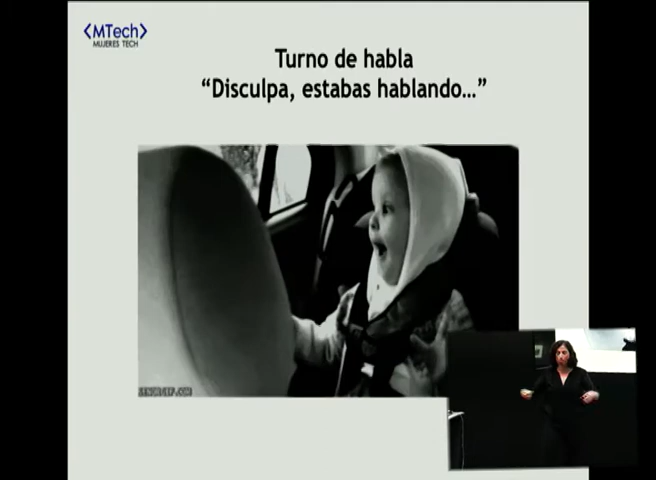 <MTech>
MUJERES TECH
Turno de habla
“Disculpa, estabas hablando…”